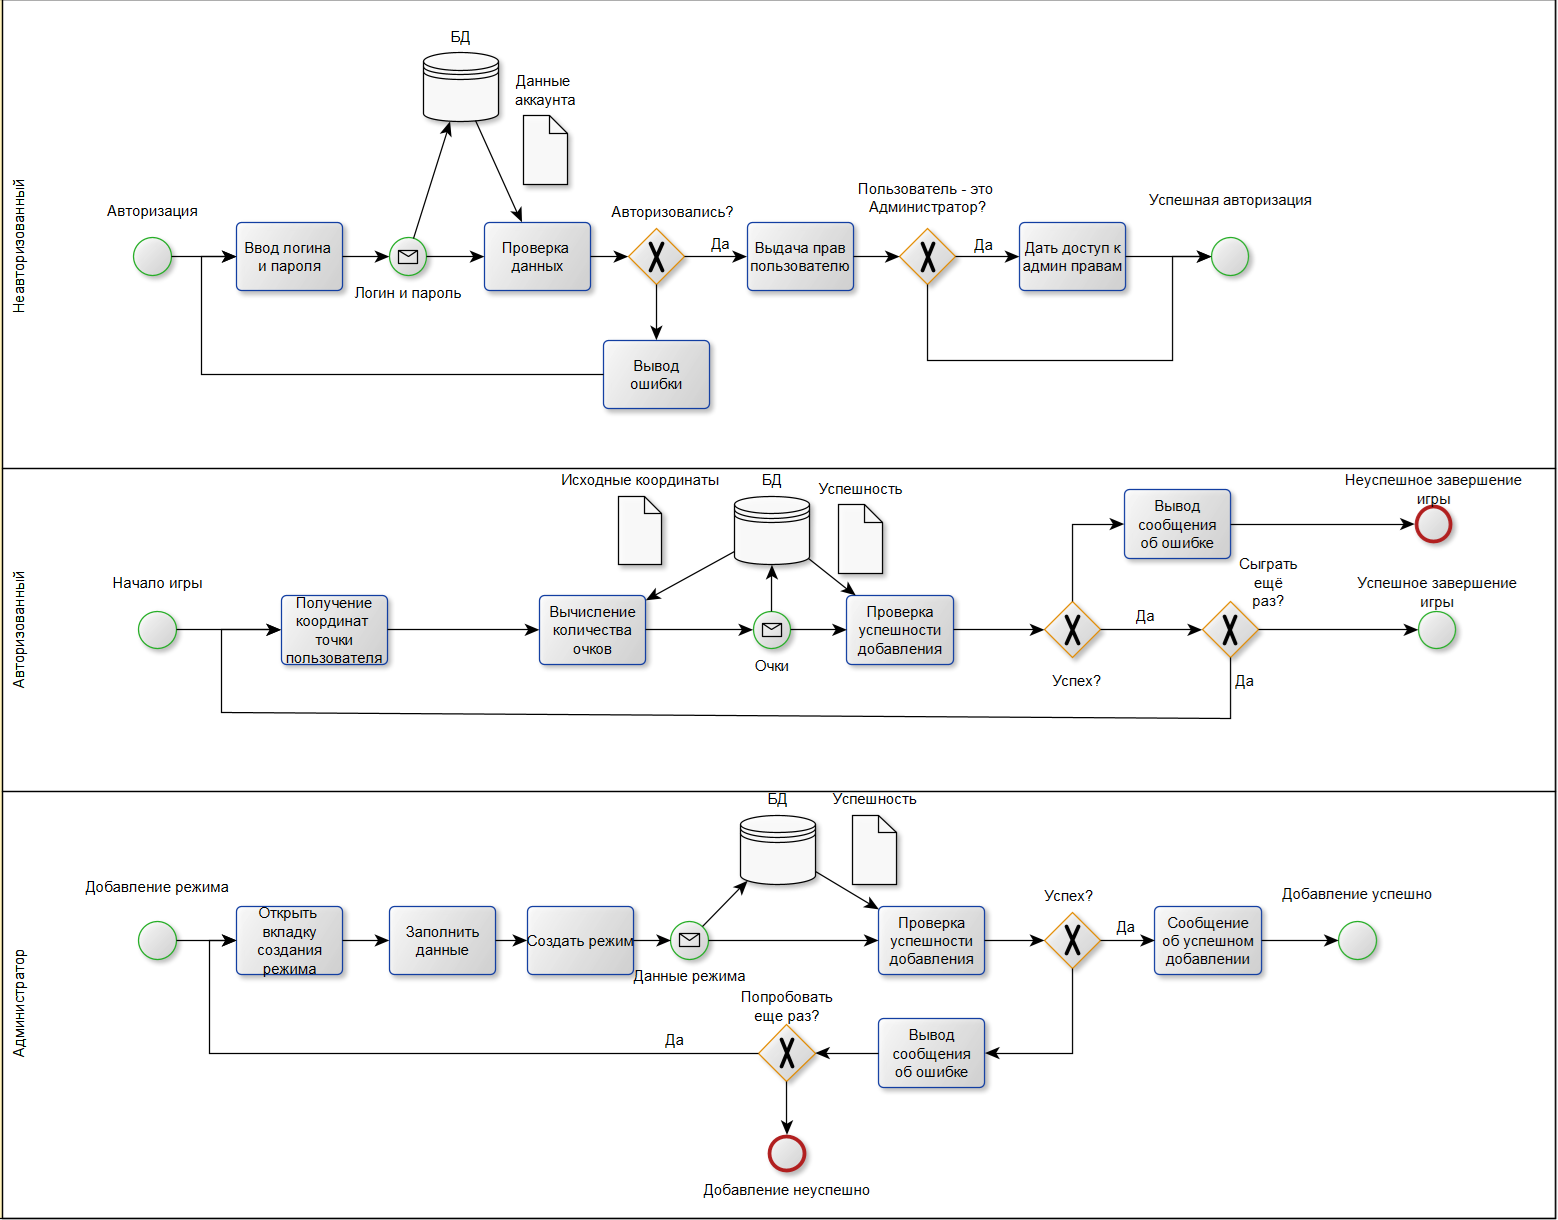 БД
Данные
аккаунта
Неавторизованный
Авторизация
Ввод логина
и пароля
Логин и пароль
Проверка
данных
Авторизовались?
Да
Выдача прав
пользователю
Пользователь - это
Администратор?
Да
Дать доступ к
админ правам
Успешная авторизация
Вывод
ошибки
Авторизованный
Исходные координаты
БД
Успешность
Неуспешное завершение
игры
Вывод
сообщения
об ошибке
Начало игры
Получение
координат
точки
пользователя
Вычисление
количества
очков
Очки
Проверка
успешности
добавления
Успех?
Да
Сыграть
ещё
раз?
Да
Успешное завершение
игры
Администратор
БД
Успешность
Добавление режима
Открыть
вкладку
создания
режима
Заполнить
данные
Создать режим
Данные режима
Проверка
успешности
добавления
Успех?
Да
Сообщение
об успешном
добавлении
Добавление успешно
Попробовать
еще раз?
Да
Вывод
сообщения
об ошибке
Добавление неуспешно